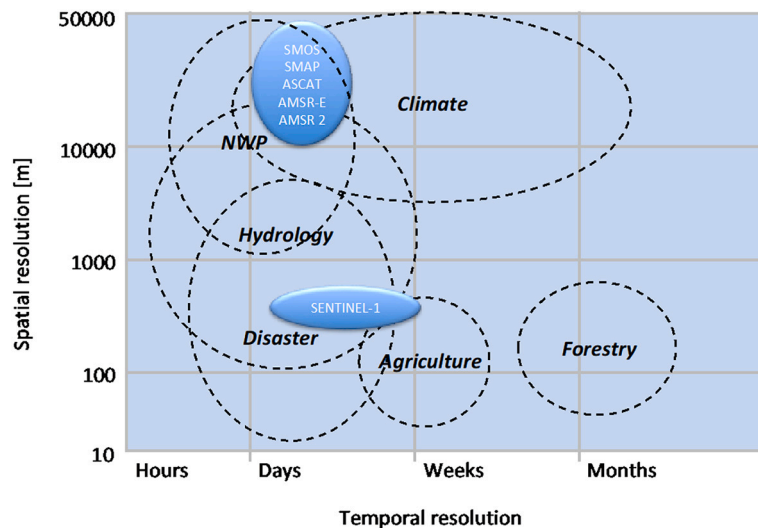 50000
10000
1000
100
10
Spatial resolution [m]
SMOS
SMAP
ASCAT
AMSR-E
AMSR 2
Climate
NWP
Hydrology
SENTINEL-1
Disaster
Agriculture
Forestry
Hours
Days
Weeks
Months
Temporal resolution